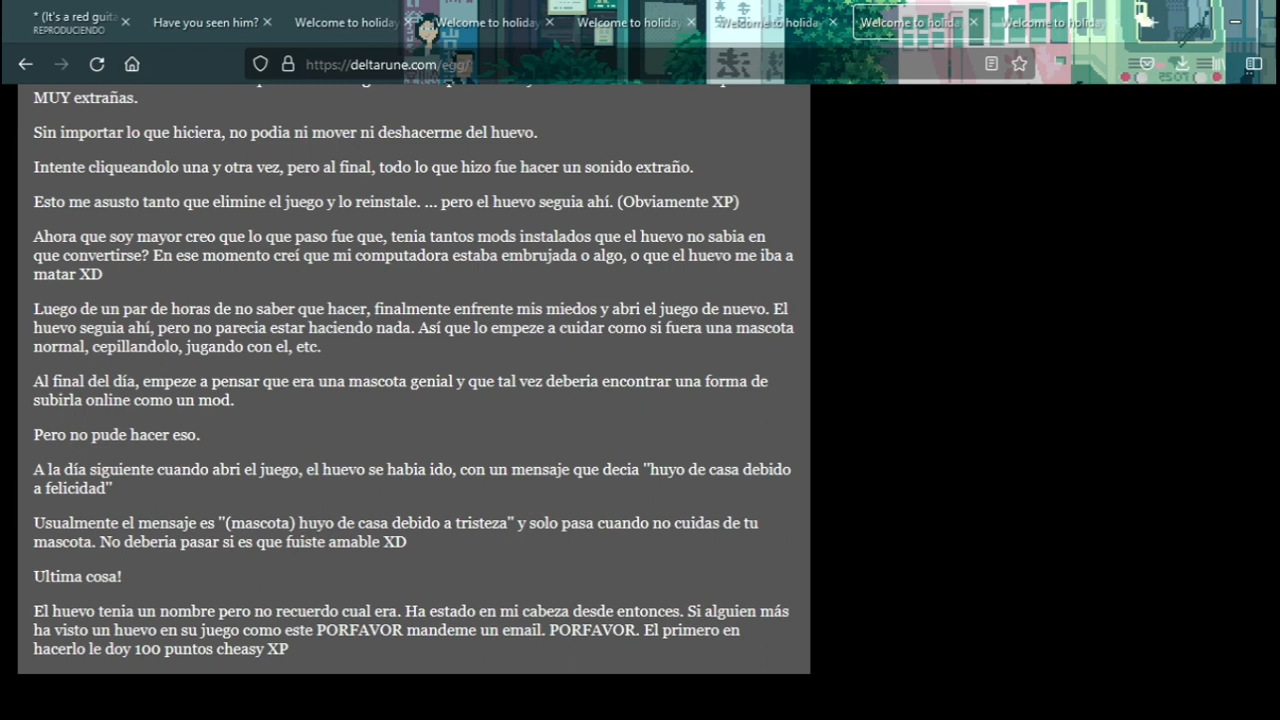 * (It's a red guita
REPRODUCIENDO
Have you seen him?
Welcome to holiday
Welcome to holiday
Welcome to holiday
Welcome to holiday
Welcome to holida
Welcome to holiday
https://deltarune.com/egg/
MUY extrañas.
Sin importar lo que hiciera, no podia ni mover ni deshacerme del huevo.
Intente cliqueandolo una y otra vez, pero al final, todo lo que hizo fue hacer un sonido extraño.
Esto me asusto tanto que elimine el juego y lo reinstale. ... pero el huevo seguia ahí. (Obviamente XP)
Ahora que soy mayor creo que lo que paso fue que, tenia tantos mods instalados que el huevo no sabia en
que convertirse? En ese momento creí que mi computadora estaba embrujada o algo, o que el huevo me iba a
matar XD
Luego de un par de horas de no saber que hacer, finalmente enfrente mis miedos y abri el juego de nuevo. El
huevo seguia ahí, pero no parecia estar haciendo nada. Así que lo empeze a cuidar como si fuera una mascota
normal, cepillandolo, jugando con el, etc.
Al final del día, empeze a pensar que era una mascota genial y que tal vez deberia encontrar una forma de
subirla online como un mod.
Pero no pude hacer eso.
A la día siguiente cuando abri el juego, el huevo se habia ido, con un mensaje que decia "huyo de casa debido
a felicidad"
Usualmente el mensaje es "(mascota) huyo de casa debido a tristeza" y solo pasa cuando no cuidas de tu
mascota. No deberia pasar si es que fuiste amable XD
Ultima cosa!
El huevo tenia un nombre pero no recuerdo cual era. Ha estado en mi cabeza desde entonces. Si alguien más
ha visto un huevo en su juego como este PORFAVOR mandeme un email. PORFAVOR. El primero en
hacerlo le doy 100 puntos cheasy XP